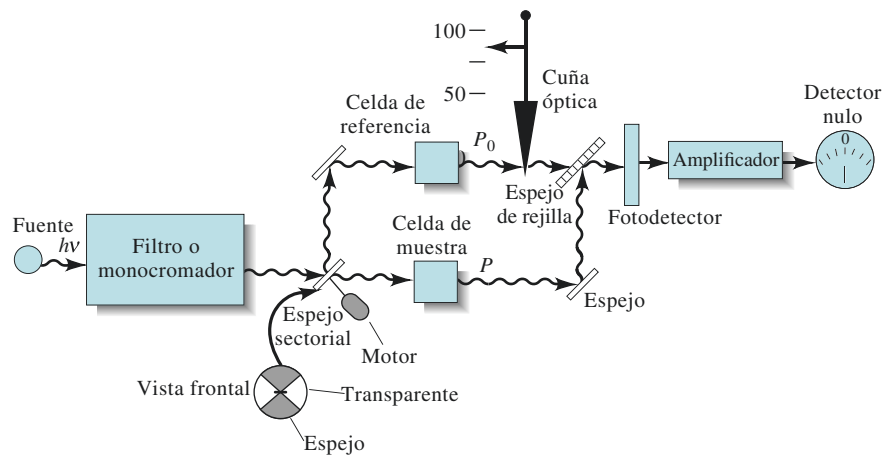 100
50
Cuña
óptica
Detector
nulo
0
Celda de
referencia
P0
Amplificador
Espejo
de rejilla
Fotodetector
Fuente
hν
Filtro o
monocromador
Celda de
muestra
P
Espejo
Espejo
sectorial
Motor
Vista frontal
Transparente
Espejo